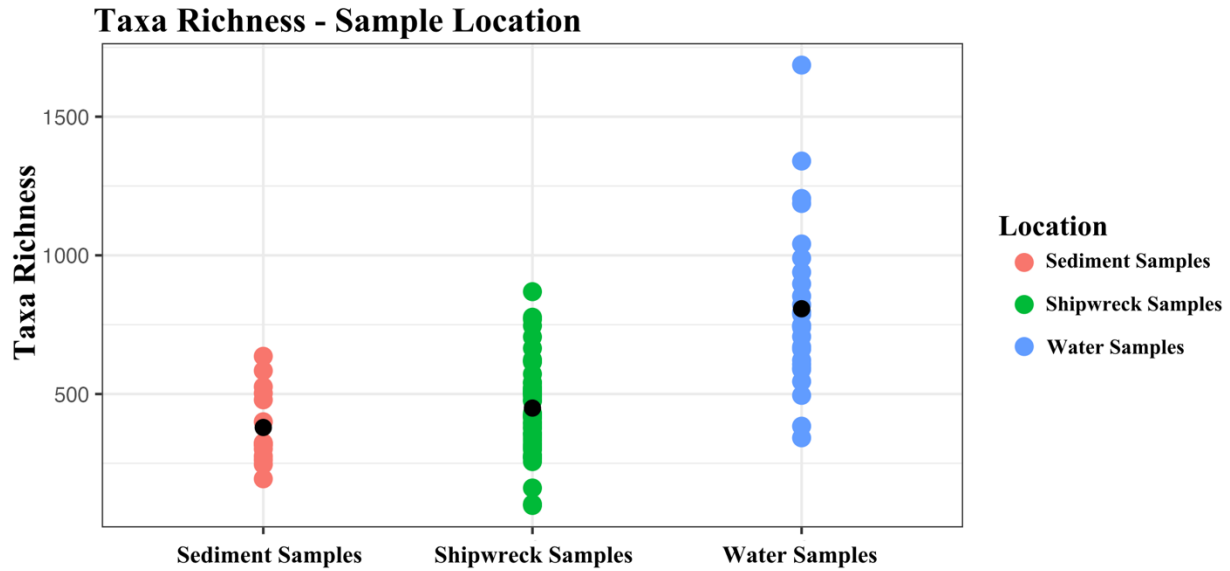 Taxa Richness - Sample Location
Taxa Richness
1500
1000
500
Sediment Samples
Shipwreck Samples
Water Samples
Location
Sediment Samples
Shipwreck Samples
Water Samples